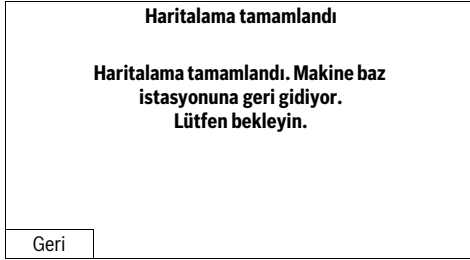 Haritalama tamamlandı
Haritalama tamamlandı. Makine baz
istasyonuna geri gidiyor.
Lütfen bekleyin.
Geri